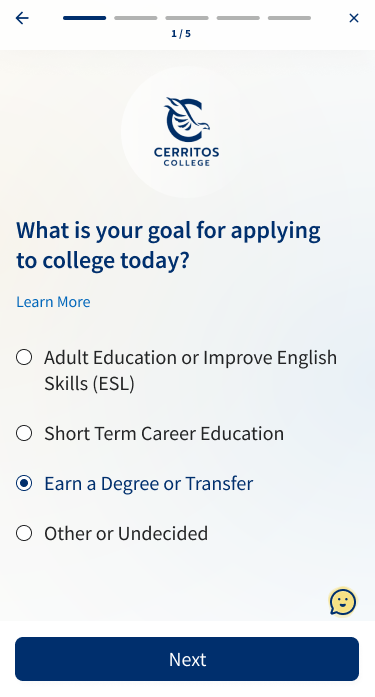 1 / 5
CERRITOS
COLLEGE
What is your goal for applying
to college today?
Learn More
Adult Education or Improve English
Skills (ESL)
Short Term Career Education
Earn a Degree or Transfer
Other or Undecided
Next